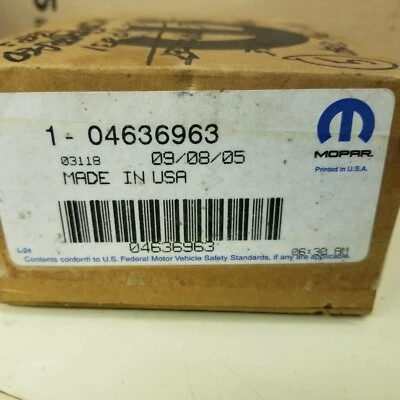 1- 04636963
03118 09/08/05
MADE IN USA
MOPAR.
Printed in U.S.A.
04636963
L-24 06:30 AM
Contents conform to U.S. Federal Motor Vehicle Safety Standards, if any are applicable.